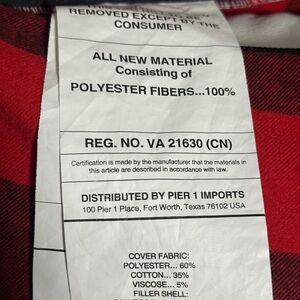 REMOVED EXCEPT BY THE
CONSUMER
ALL NEW MATERIAL
Consisting of
POLYESTER FIBERS...100%
REG. NO. VA 21630 (CN)
Certification is made by the manufacturer that the materials in
this article are described in accordance with law.
DISTRIBUTED BY PIER 1 IMPORTS
100 Pier 1 Place, Fort Worth, Texas 76102 USA
COVER FABRIC:
POLYESTER... 60%
COTTON... 35%
VISCOSE... 5%
FILLER SHELL: